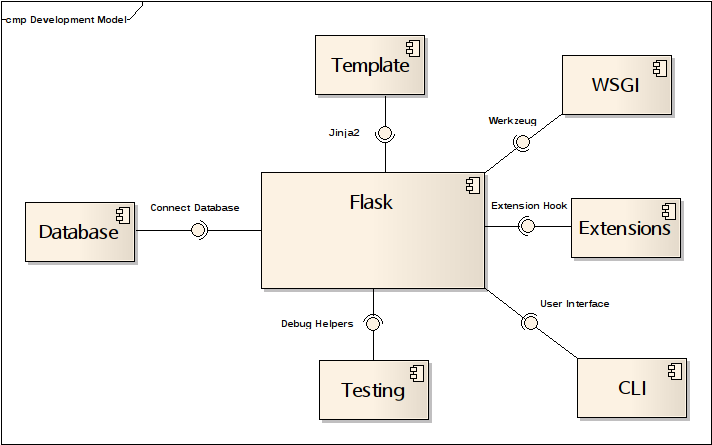 cmp Development Model
Template
WSGI
Jinja2
Werkzeug
Flask
Connect Database
Extension Hook
Database
Extensions
User Interface
Debug Helpers
Testing
CLI